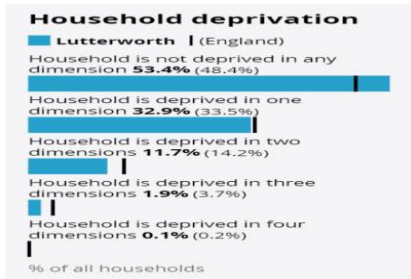 Household deprivation
Lutterworth (England)
Household is not deprived in any
dimension 53.4% (48.4%)
Household is deprived in one
dimension 32.9% (33.5%)
Household is deprived in two
dimensions 11.7% (14.2%)
Household is deprived in three
dimensions 1.9% (3.7%)
Household is deprived in four
dimensions 0.1% (0.2%)
% of all households